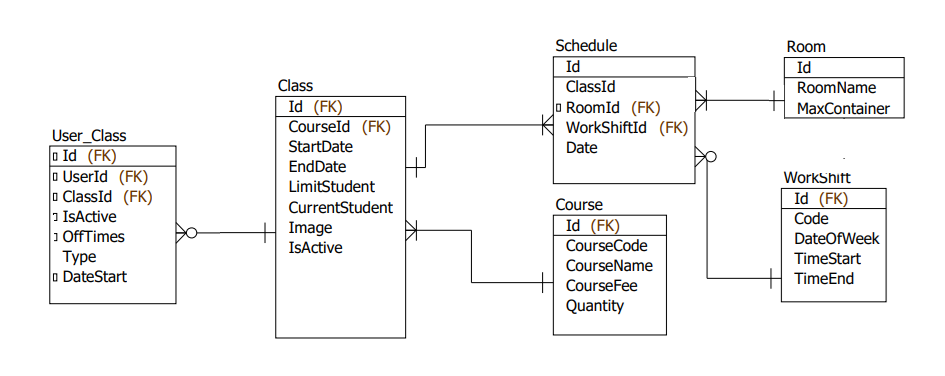 User_Class
Id (FK)
UserId (FK)
ClassId (FK)
IsActive
OffTimes
Type
DateStart
Class
Id (FK)
CourseId (FK)
StartDate
EndDate
LimitStudent
CurrentStudent
Image
IsActive
Schedule
Id
ClassId
RoomId (FK)
WorkShiftId (FK)
Date
Course
Id (FK)
CourseCode
CourseName
CourseFee
Quantity
Room
Id
RoomName
MaxContainer
WorkShift
Id (FK)
Code
DateOfWeek
TimeStart
TimeEnd